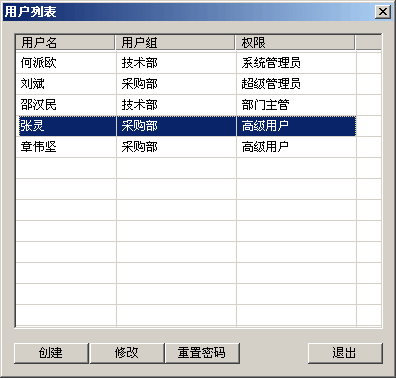 用户列表
用户名 用户组 权限
何派欧 技术部 系统管理员
刘斌 采购部 超级管理员
邵汉民 技术部 部门主管
张灵 采购部 高级用户
章伟坚 采购部 高级用户
创建 修改 重置密码 退出